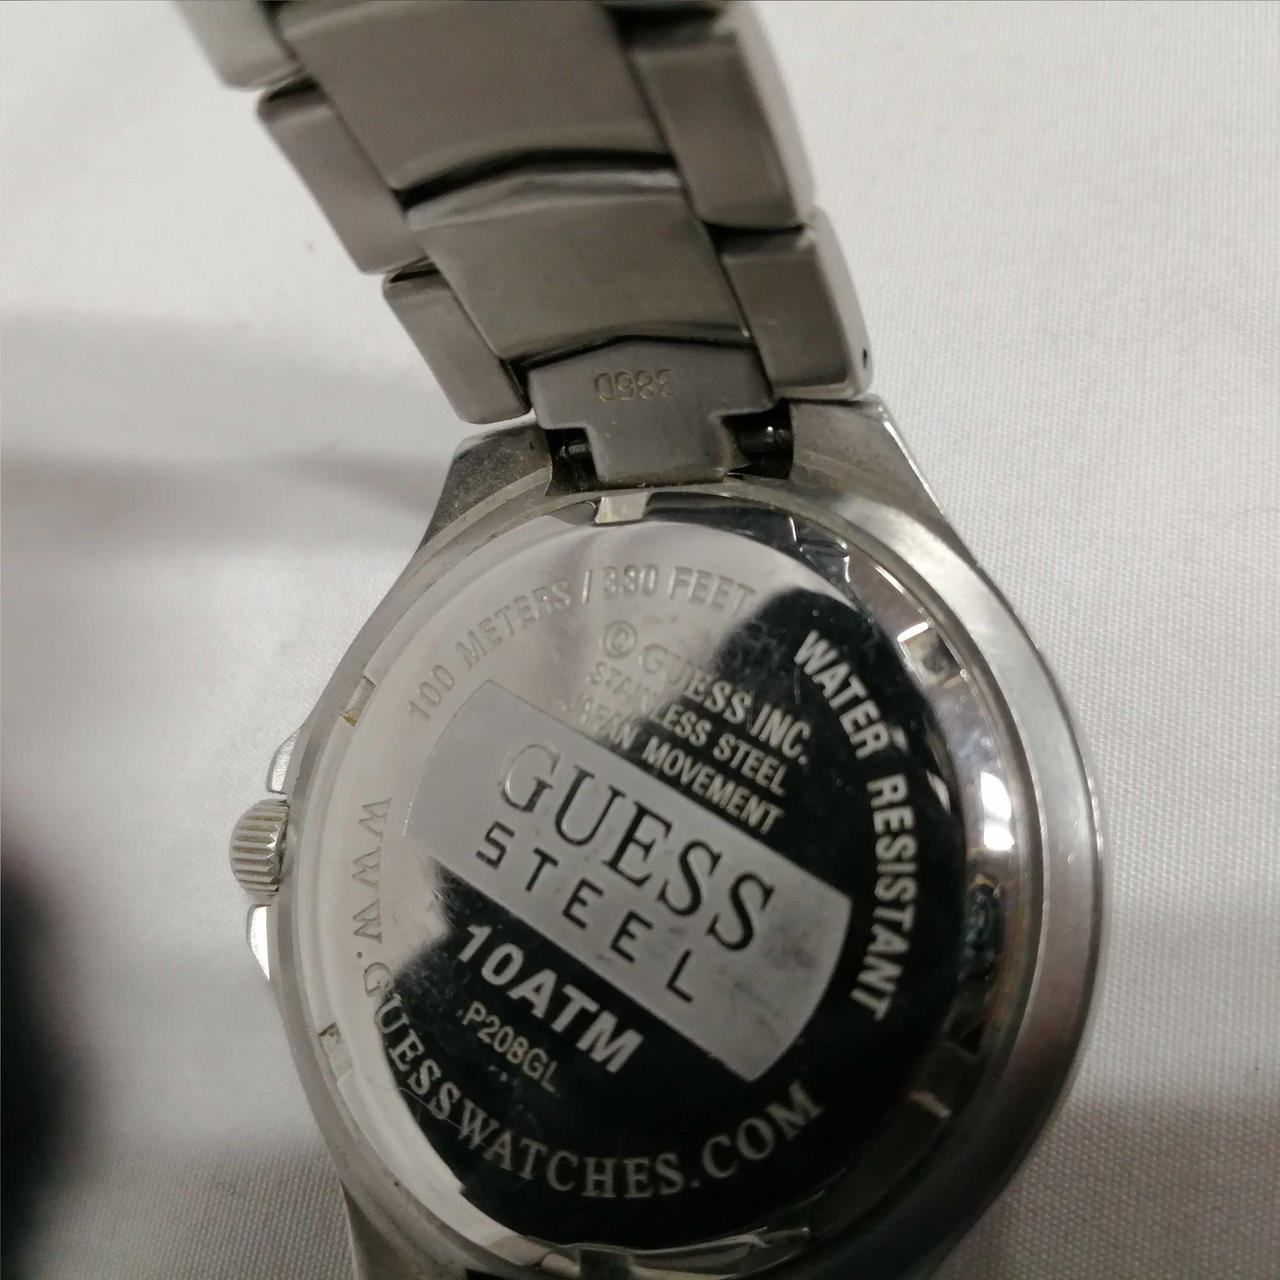 0983
100 METERS / 330 FEET
WATER RESISTANT
© GUESS INC.
STAINLESS STEEL
JAPAN MOVEMENT
GUESS
STEEL
10ATM
P208GL
WWW.GUESSWATCHES.COM